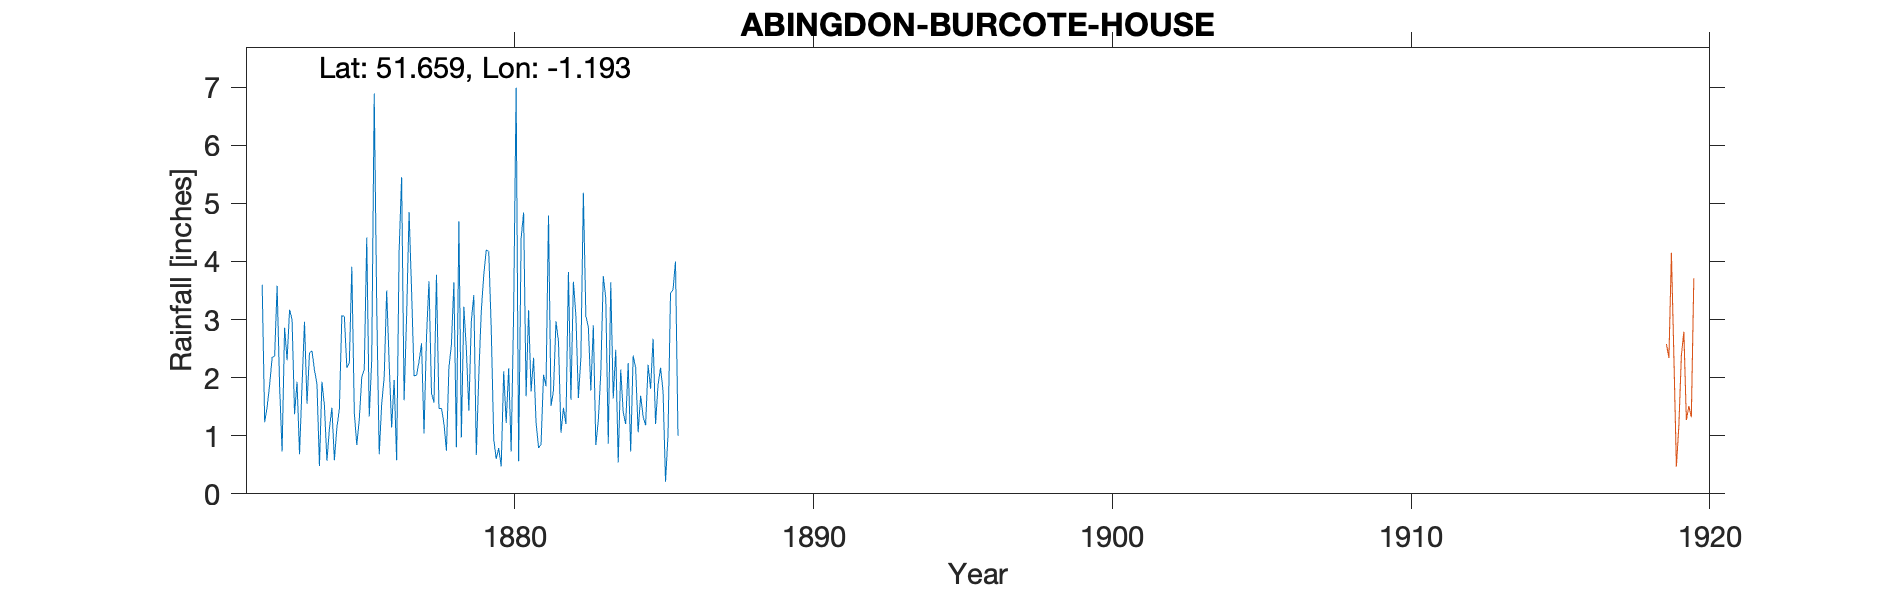 ABINGDON-BURCOTE-HOUSE
Lat: 51.659, Lon: -1.193
7
6
5
4
3
2
1
0
Rainfall [inches]
1880 1890 1900 1910 1920
Year